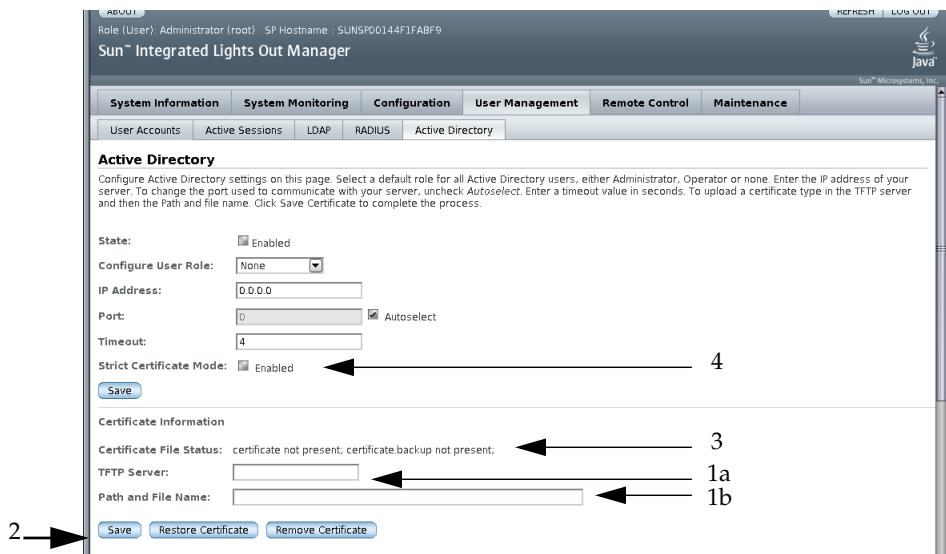 ABOUT REFRESH LOG OUT
Role (User): Administrator (root) SP Hostname : SUNSP00144F1FABF9
Sun™ Integrated Lights Out Manager
Java™
Sun™ Microsystems, Inc.
System Information System Monitoring Configuration User Management Remote Control Maintenance
User Accounts Active Sessions LDAP RADIUS Active Directory
Active Directory
Configure Active Directory settings on this page. Select a default role for all Active Directory users, either Administrator, Operator or none. Enter the IP address of your
server. To change the port used to communicate with your server, uncheck Autoselect. Enter a timeout value in seconds. To upload a certificate type in the TFTP server
and then the Path and file name. Click Save Certificate to complete the process.
State: Enabled
Configure User Role: None
IP Address: 0.0.0.0
Port: 0 Autoselect
Timeout: 4
Strict Certificate Mode: Enabled 4
Save
Certificate Information
Certificate File Status: certificate not present; certificate.backup not present; 3
TFTP Server: 1a
Path and File Name: 1b
2 Save Restore Certificate Remove Certificate